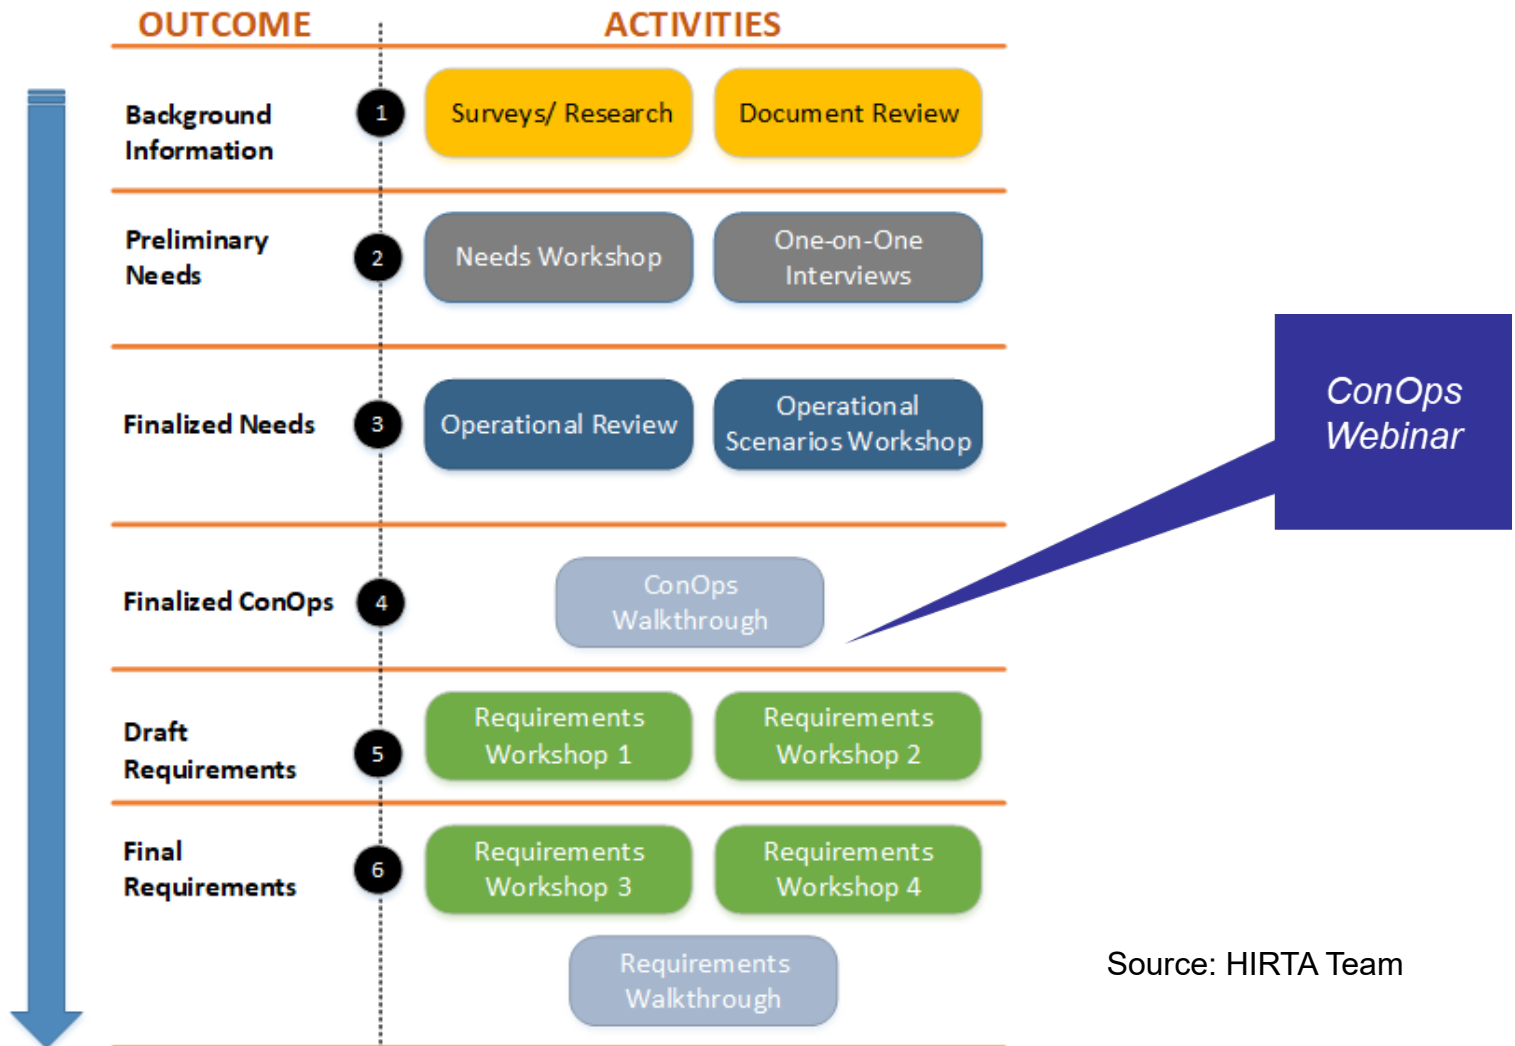 OUTCOME
ACTIVITIES
Background
Information
1
Surveys/ Research
Document Review
Preliminary
Needs
2
Needs Workshop
One-on-One
Interviews
Finalized Needs
3
Operational Review
Operational
Scenarios Workshop
ConOps
Webinar
Finalized ConOps
4
ConOps
Walkthrough
Draft
Requirements
5
Requirements
Workshop 1
Requirements
Workshop 2
Final
Requirements
6
Requirements
Workshop 3
Requirements
Workshop 4
Requirements
Walkthrough
Source: HIRTA Team